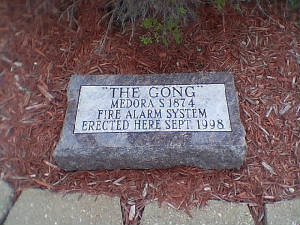 "THE GONG"
MEDORA'S 1874
FIRE ALARM SYSTEM
ERECTED HERE SEPT 1998